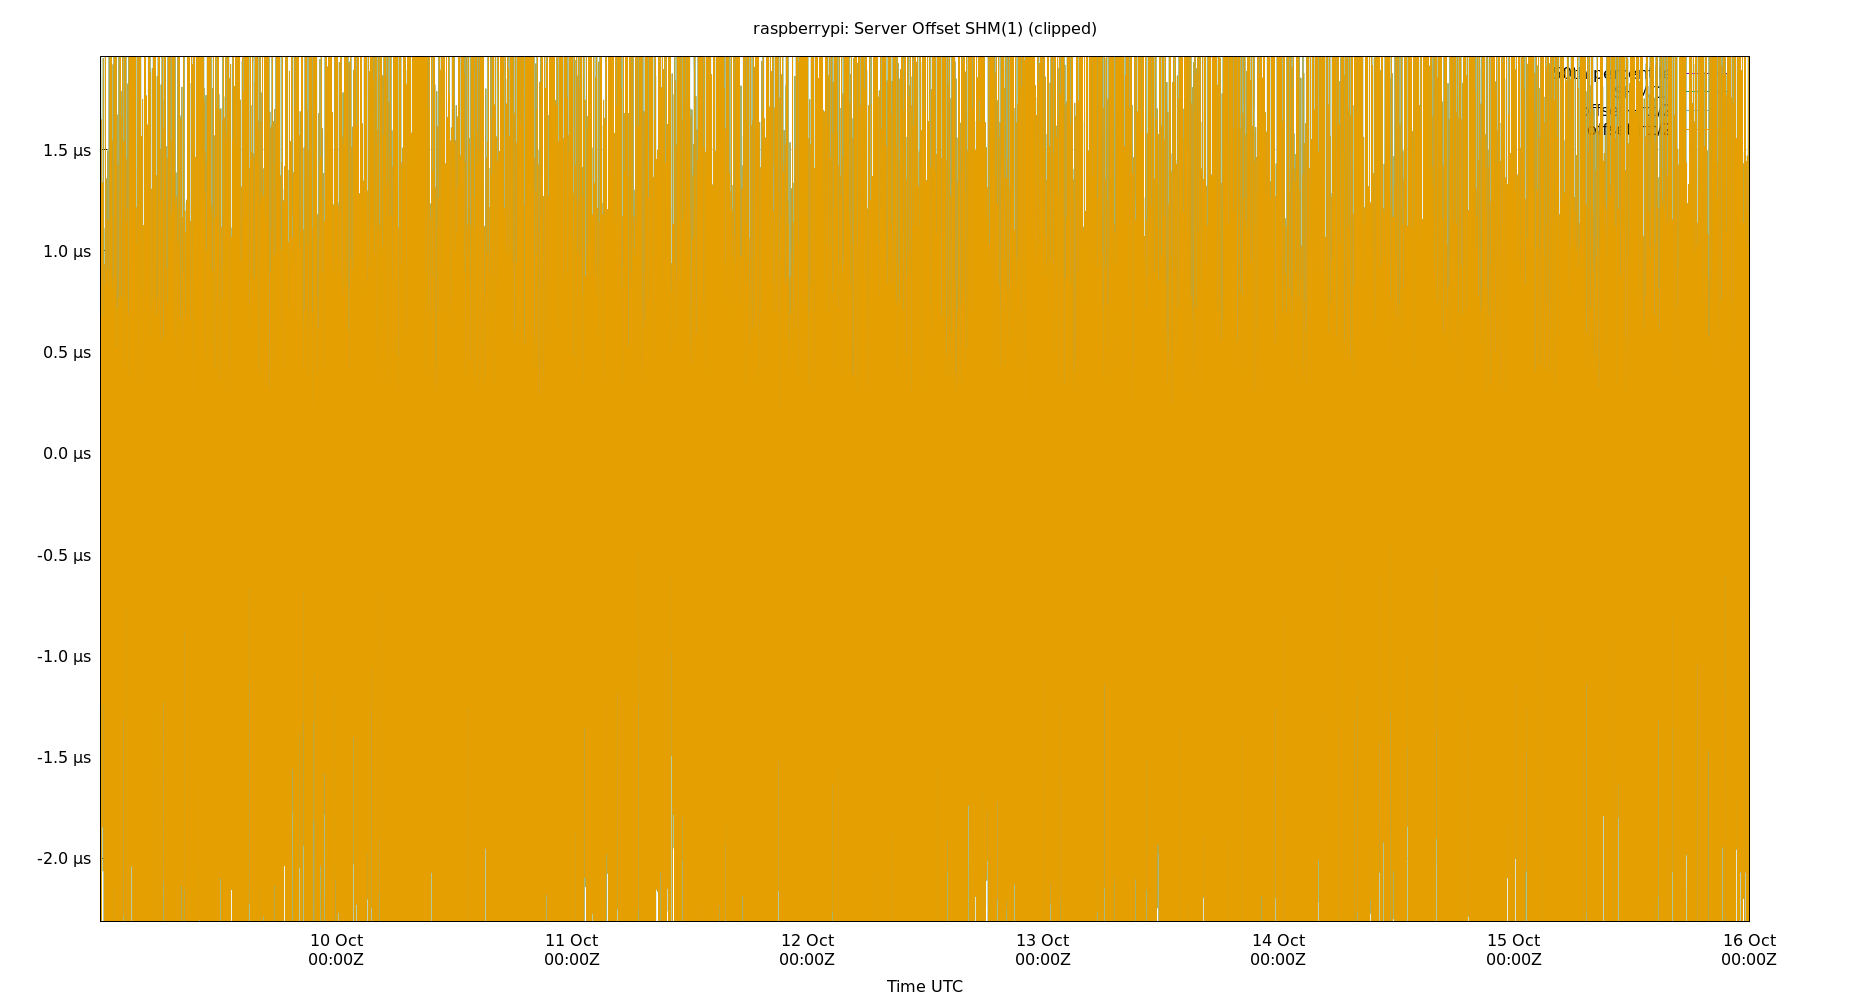 raspberrypi: Server Offset SHM(1) (clipped)
1.5 µs
1.0 µs
0.5 µs
0.0 µs
-0.5 µs
-1.0 µs
-1.5 µs
-2.0 µs
10 Oct
00:00Z
11 Oct
00:00Z
12 Oct
00:00Z
13 Oct
00:00Z
14 Oct
00:00Z
15 Oct
00:00Z
16 Oct
00:00Z
Time UTC